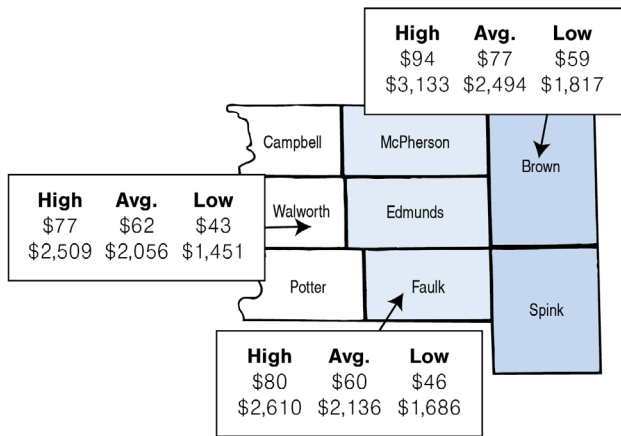 High Avg. Low
$94 $77 $59
$3,133 $2,494 $1,817
Campbell McPherson
Brown
High Avg. Low
$77 $62 $43
$2,509 $2,056 $1,451
Walworth Edmunds
Potter Faulk
Spink
High Avg. Low
$80 $60 $46
$2,610 $2,136 $1,686